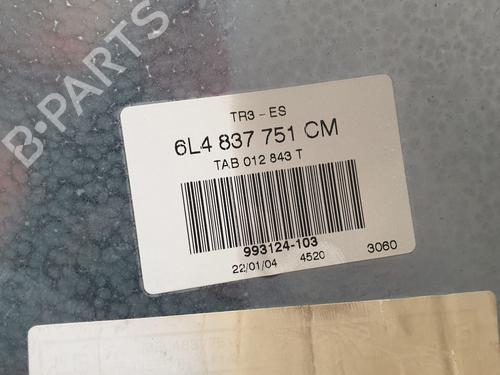 B-PARTS
TR3 - ES
6L4 837 751 CM
TAB 012 843 T
993124-103
22/01/04 4520 3060